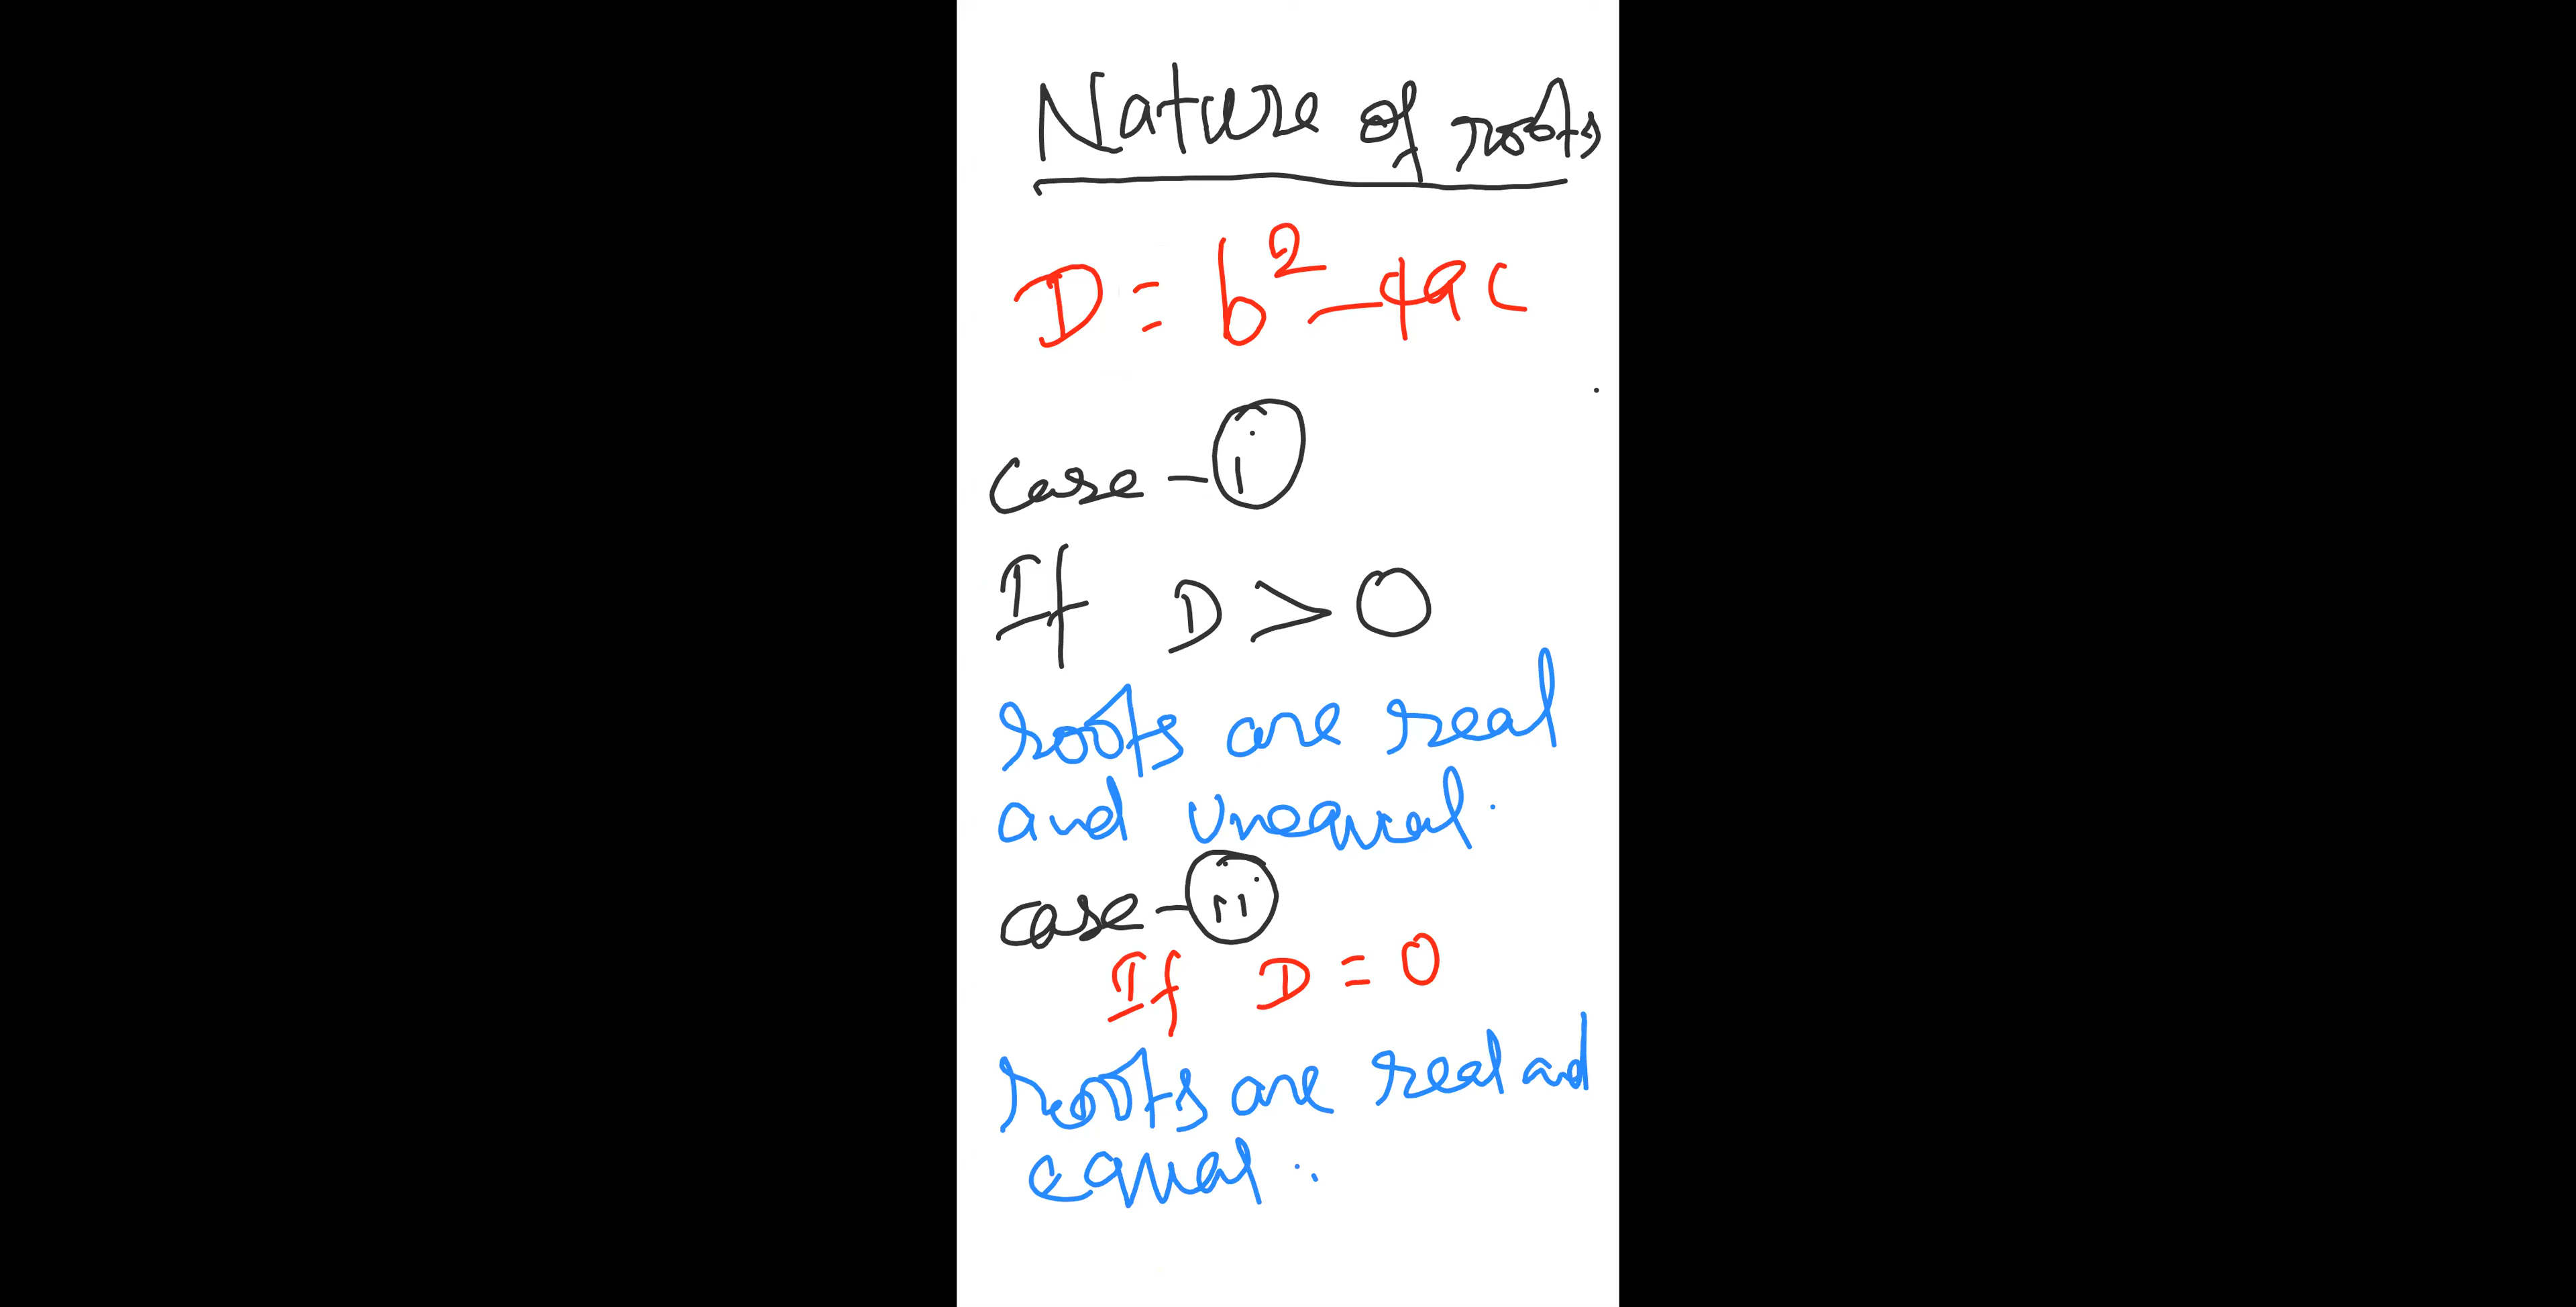 Nature of roots
D = b² - 4ac
case - i
If D > 0
roots are real
and unequal.
case - ii
If D = 0
roots are real and
equal.